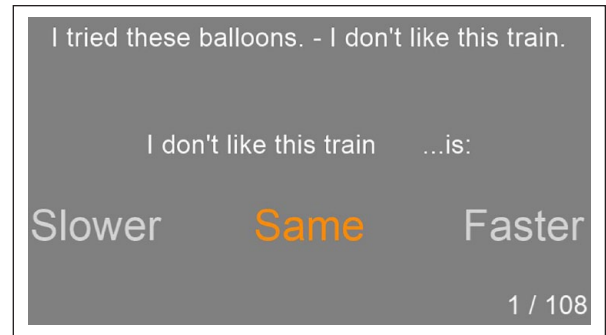 I tried these balloons. - I don't like this train.
I don't like this train ...is:
Slower Same Faster
1 / 108